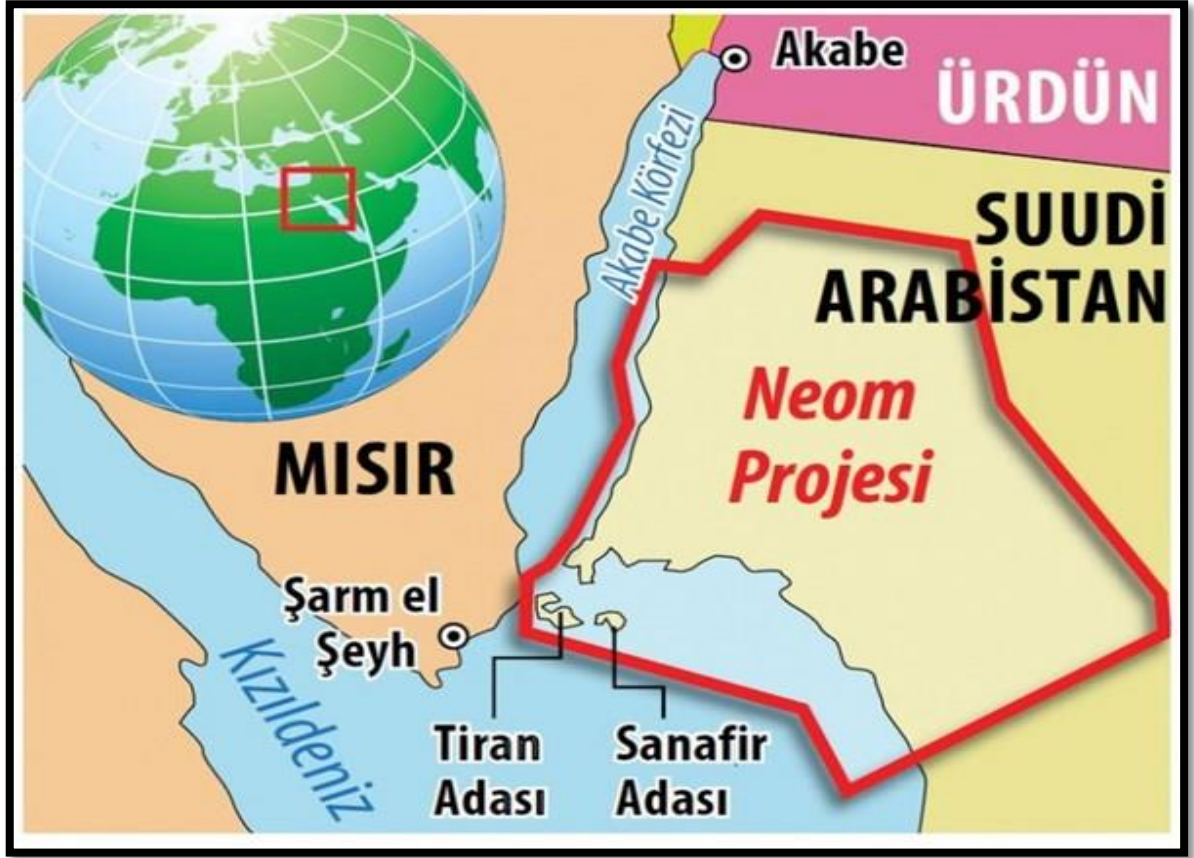 Akabe
ÜRDÜN
Akabe Körfezi
SUUDİ
ARABİSTAN
Neom
Projesi
MISIR
Şarm el
Şeyh
Kızıldeniz
Tiran
Adası
Sanafir
Adası